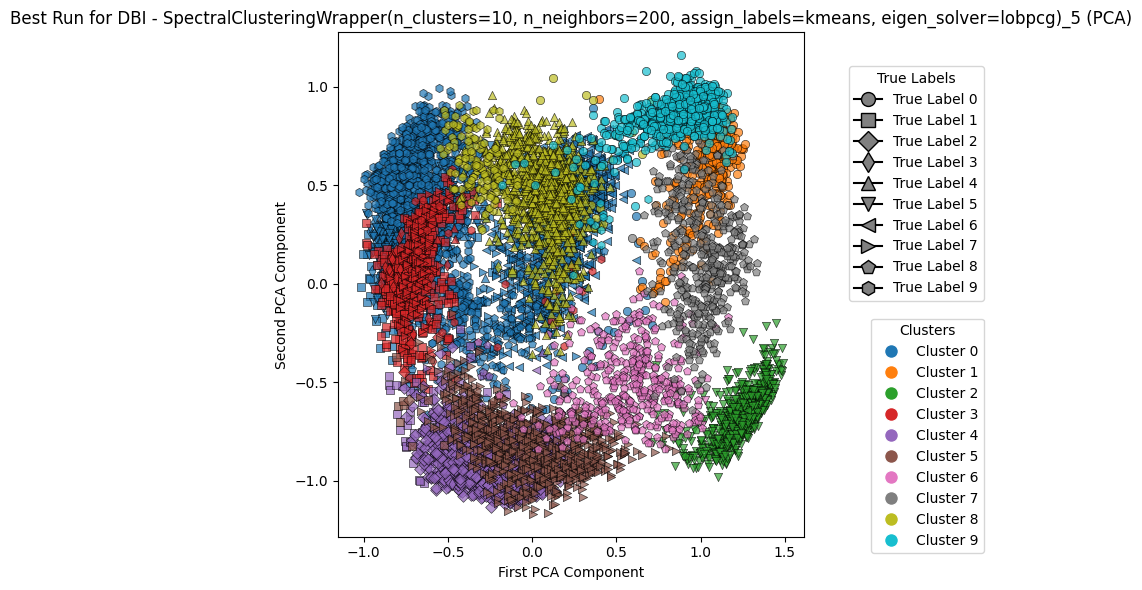 Best Run for DBI - SpectralClusteringWrapper(n_clusters=10, n_neighbors=200, assign_labels=kmeans, eigen_solver=lobpcg)_5 (PCA)
Second PCA Component
1.0
0.5
0.0
−0.5
−1.0
−1.0
−0.5
0.0
0.5
1.0
1.5
First PCA Component
True Labels
True Label 0
True Label 1
True Label 2
True Label 3
True Label 4
True Label 5
True Label 6
True Label 7
True Label 8
True Label 9
Clusters
Cluster 0
Cluster 1
Cluster 2
Cluster 3
Cluster 4
Cluster 5
Cluster 6
Cluster 7
Cluster 8
Cluster 9